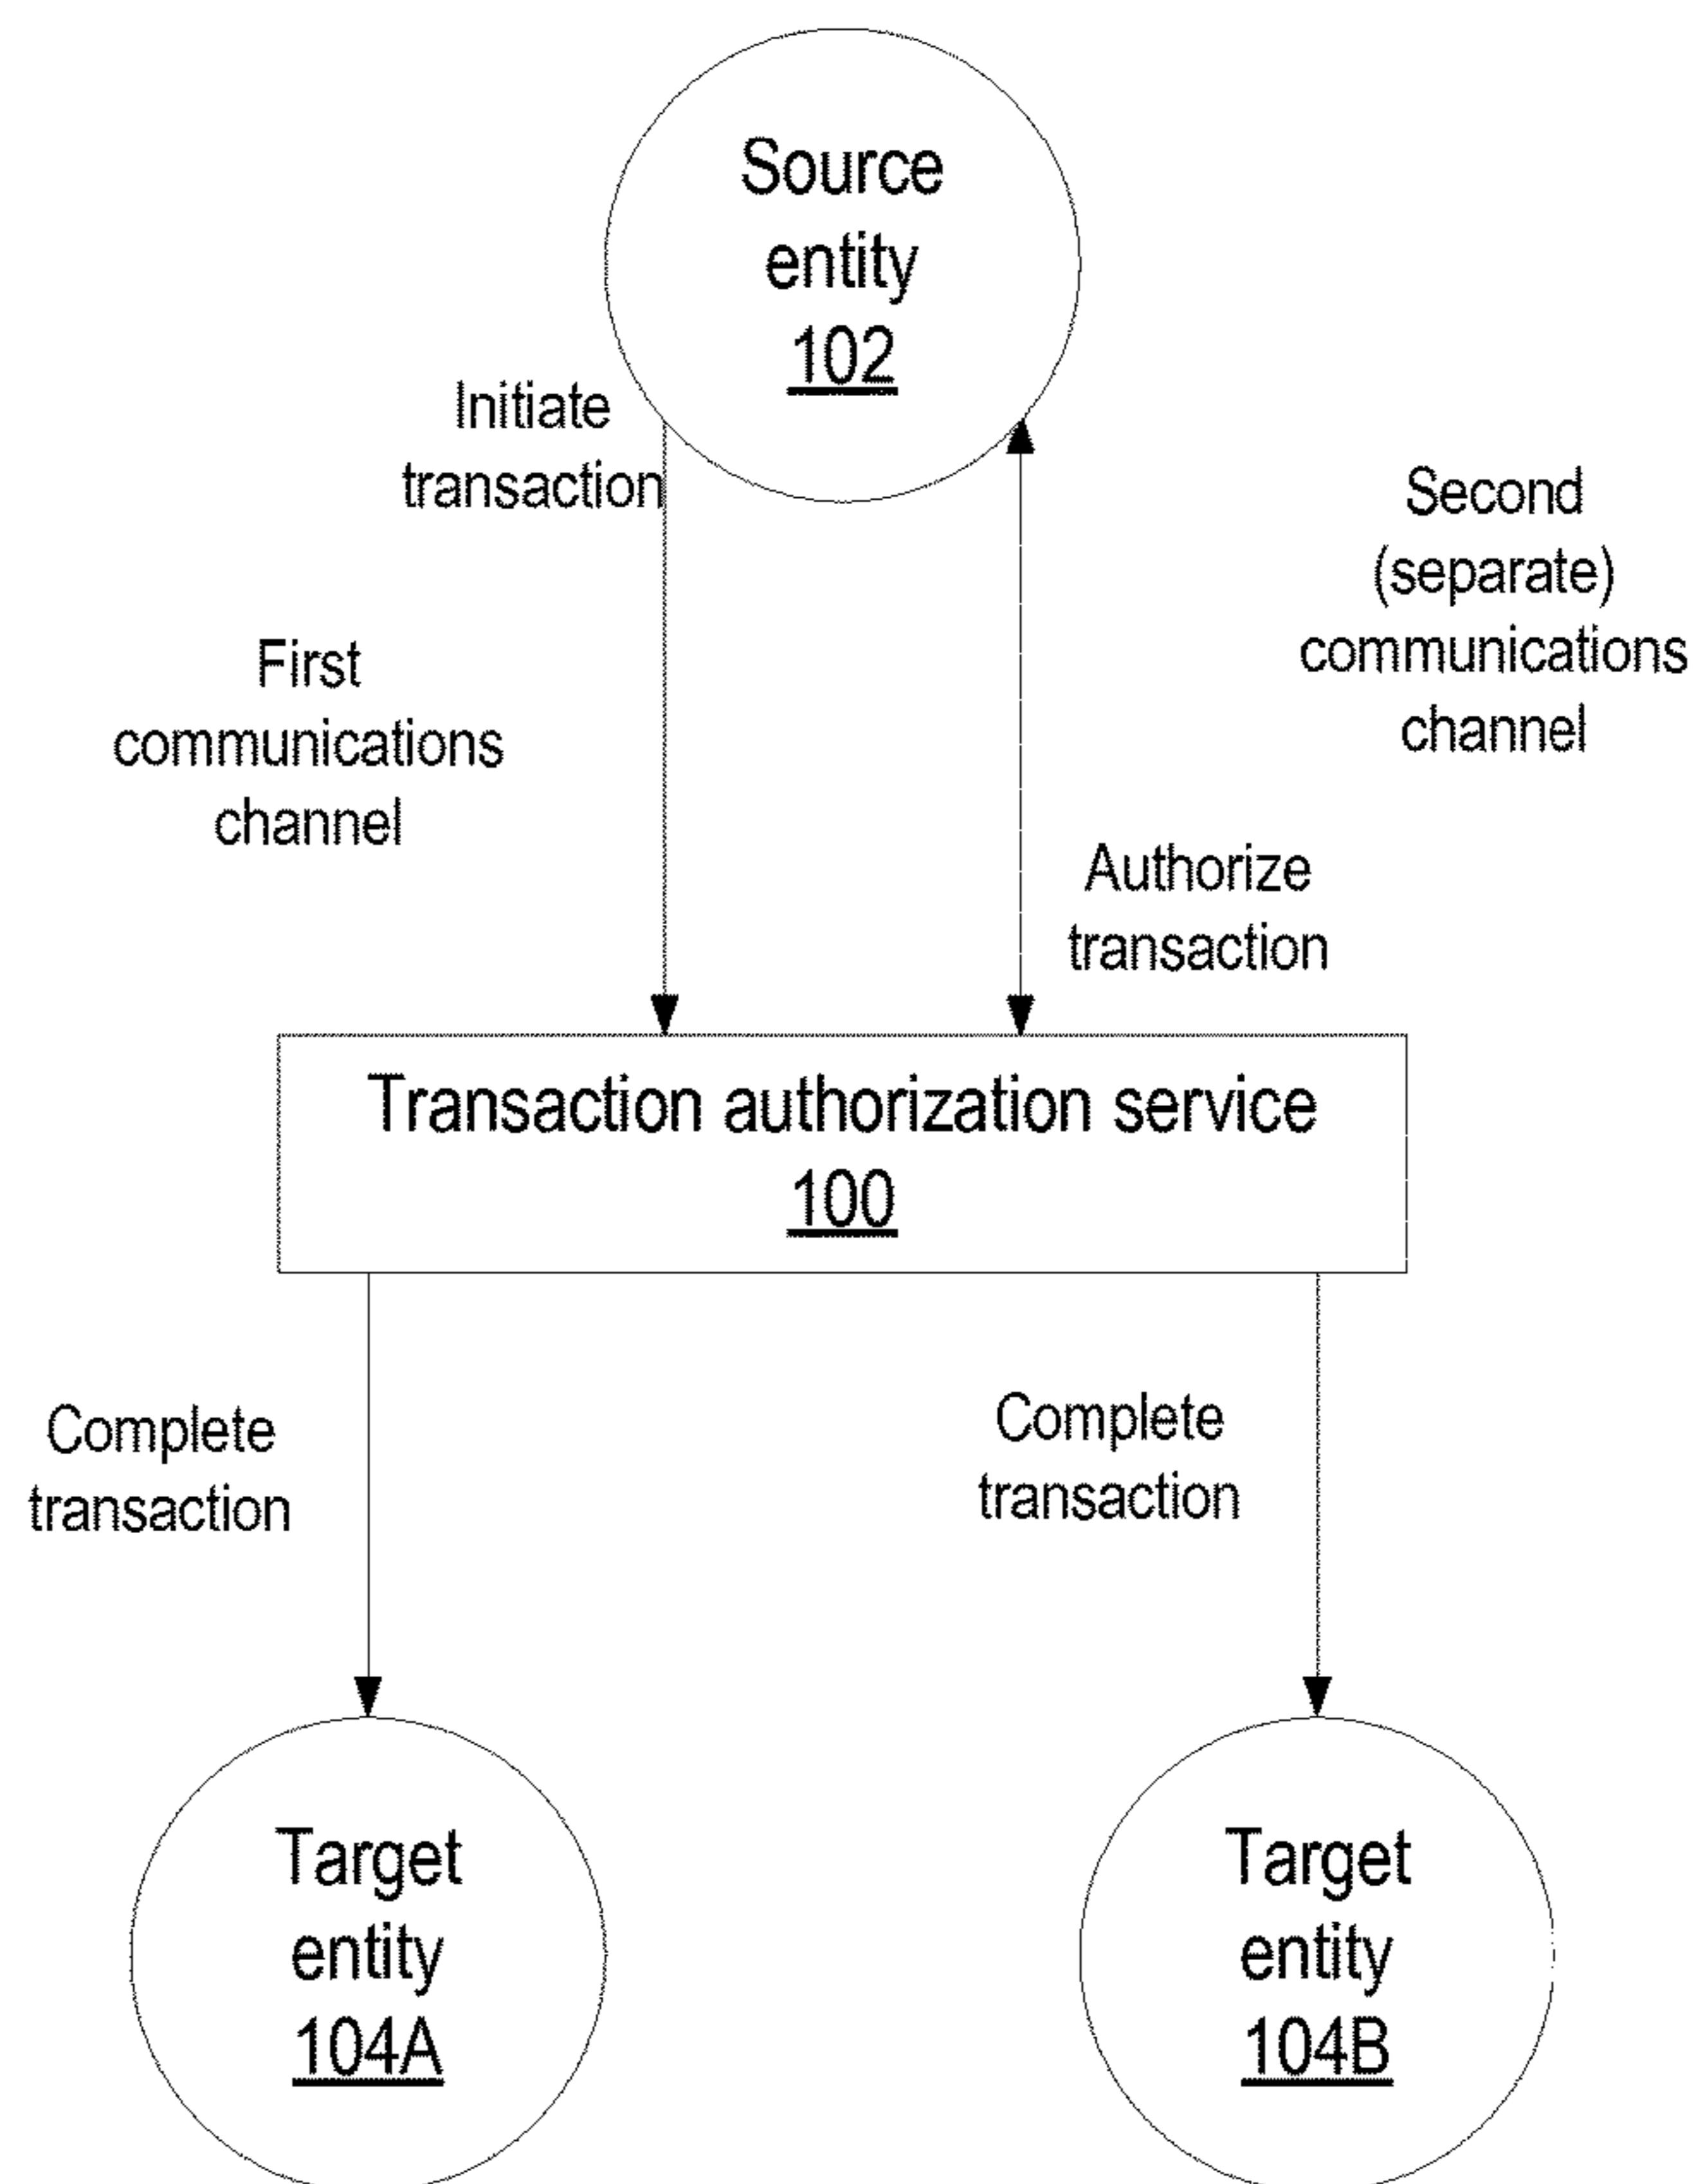 Source
entity
102
Initiate
transaction
Second
(separate)
communications
channel
First
communications
channel
Authorize
transaction
Transaction authorization service
100
Complete
transaction
Complete
transaction
Target
entity
104A
Target
entity
104B